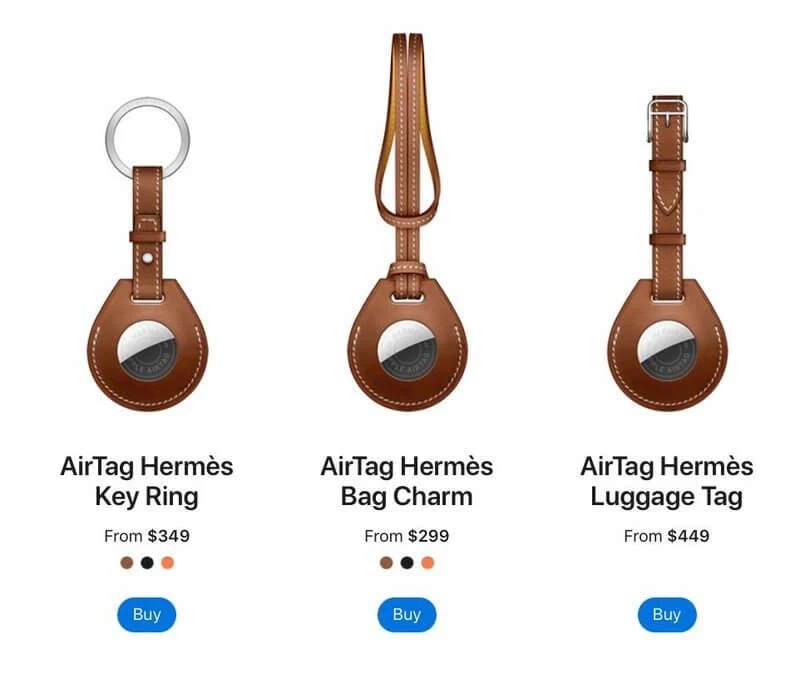 AirTag Hermès
Key Ring
From $349
Buy
AirTag Hermès
Bag Charm
From $299
Buy
AirTag Hermès
Luggage Tag
From $449
Buy